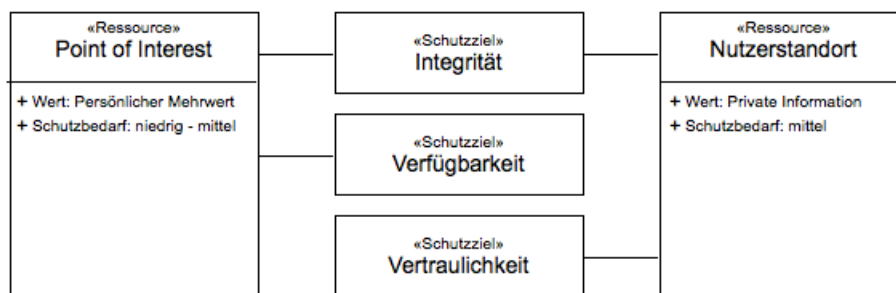 «Ressource»
Point of Interest
+ Wert: Persönlicher Mehrwert
+ Schutzbedarf: niedrig - mittel
«Schutzziel»
Integrität
«Schutzziel»
Verfügbarkeit
«Schutzziel»
Vertraulichkeit
«Ressource»
Nutzerstandort
+ Wert: Private Information
+ Schutzbedarf: mittel